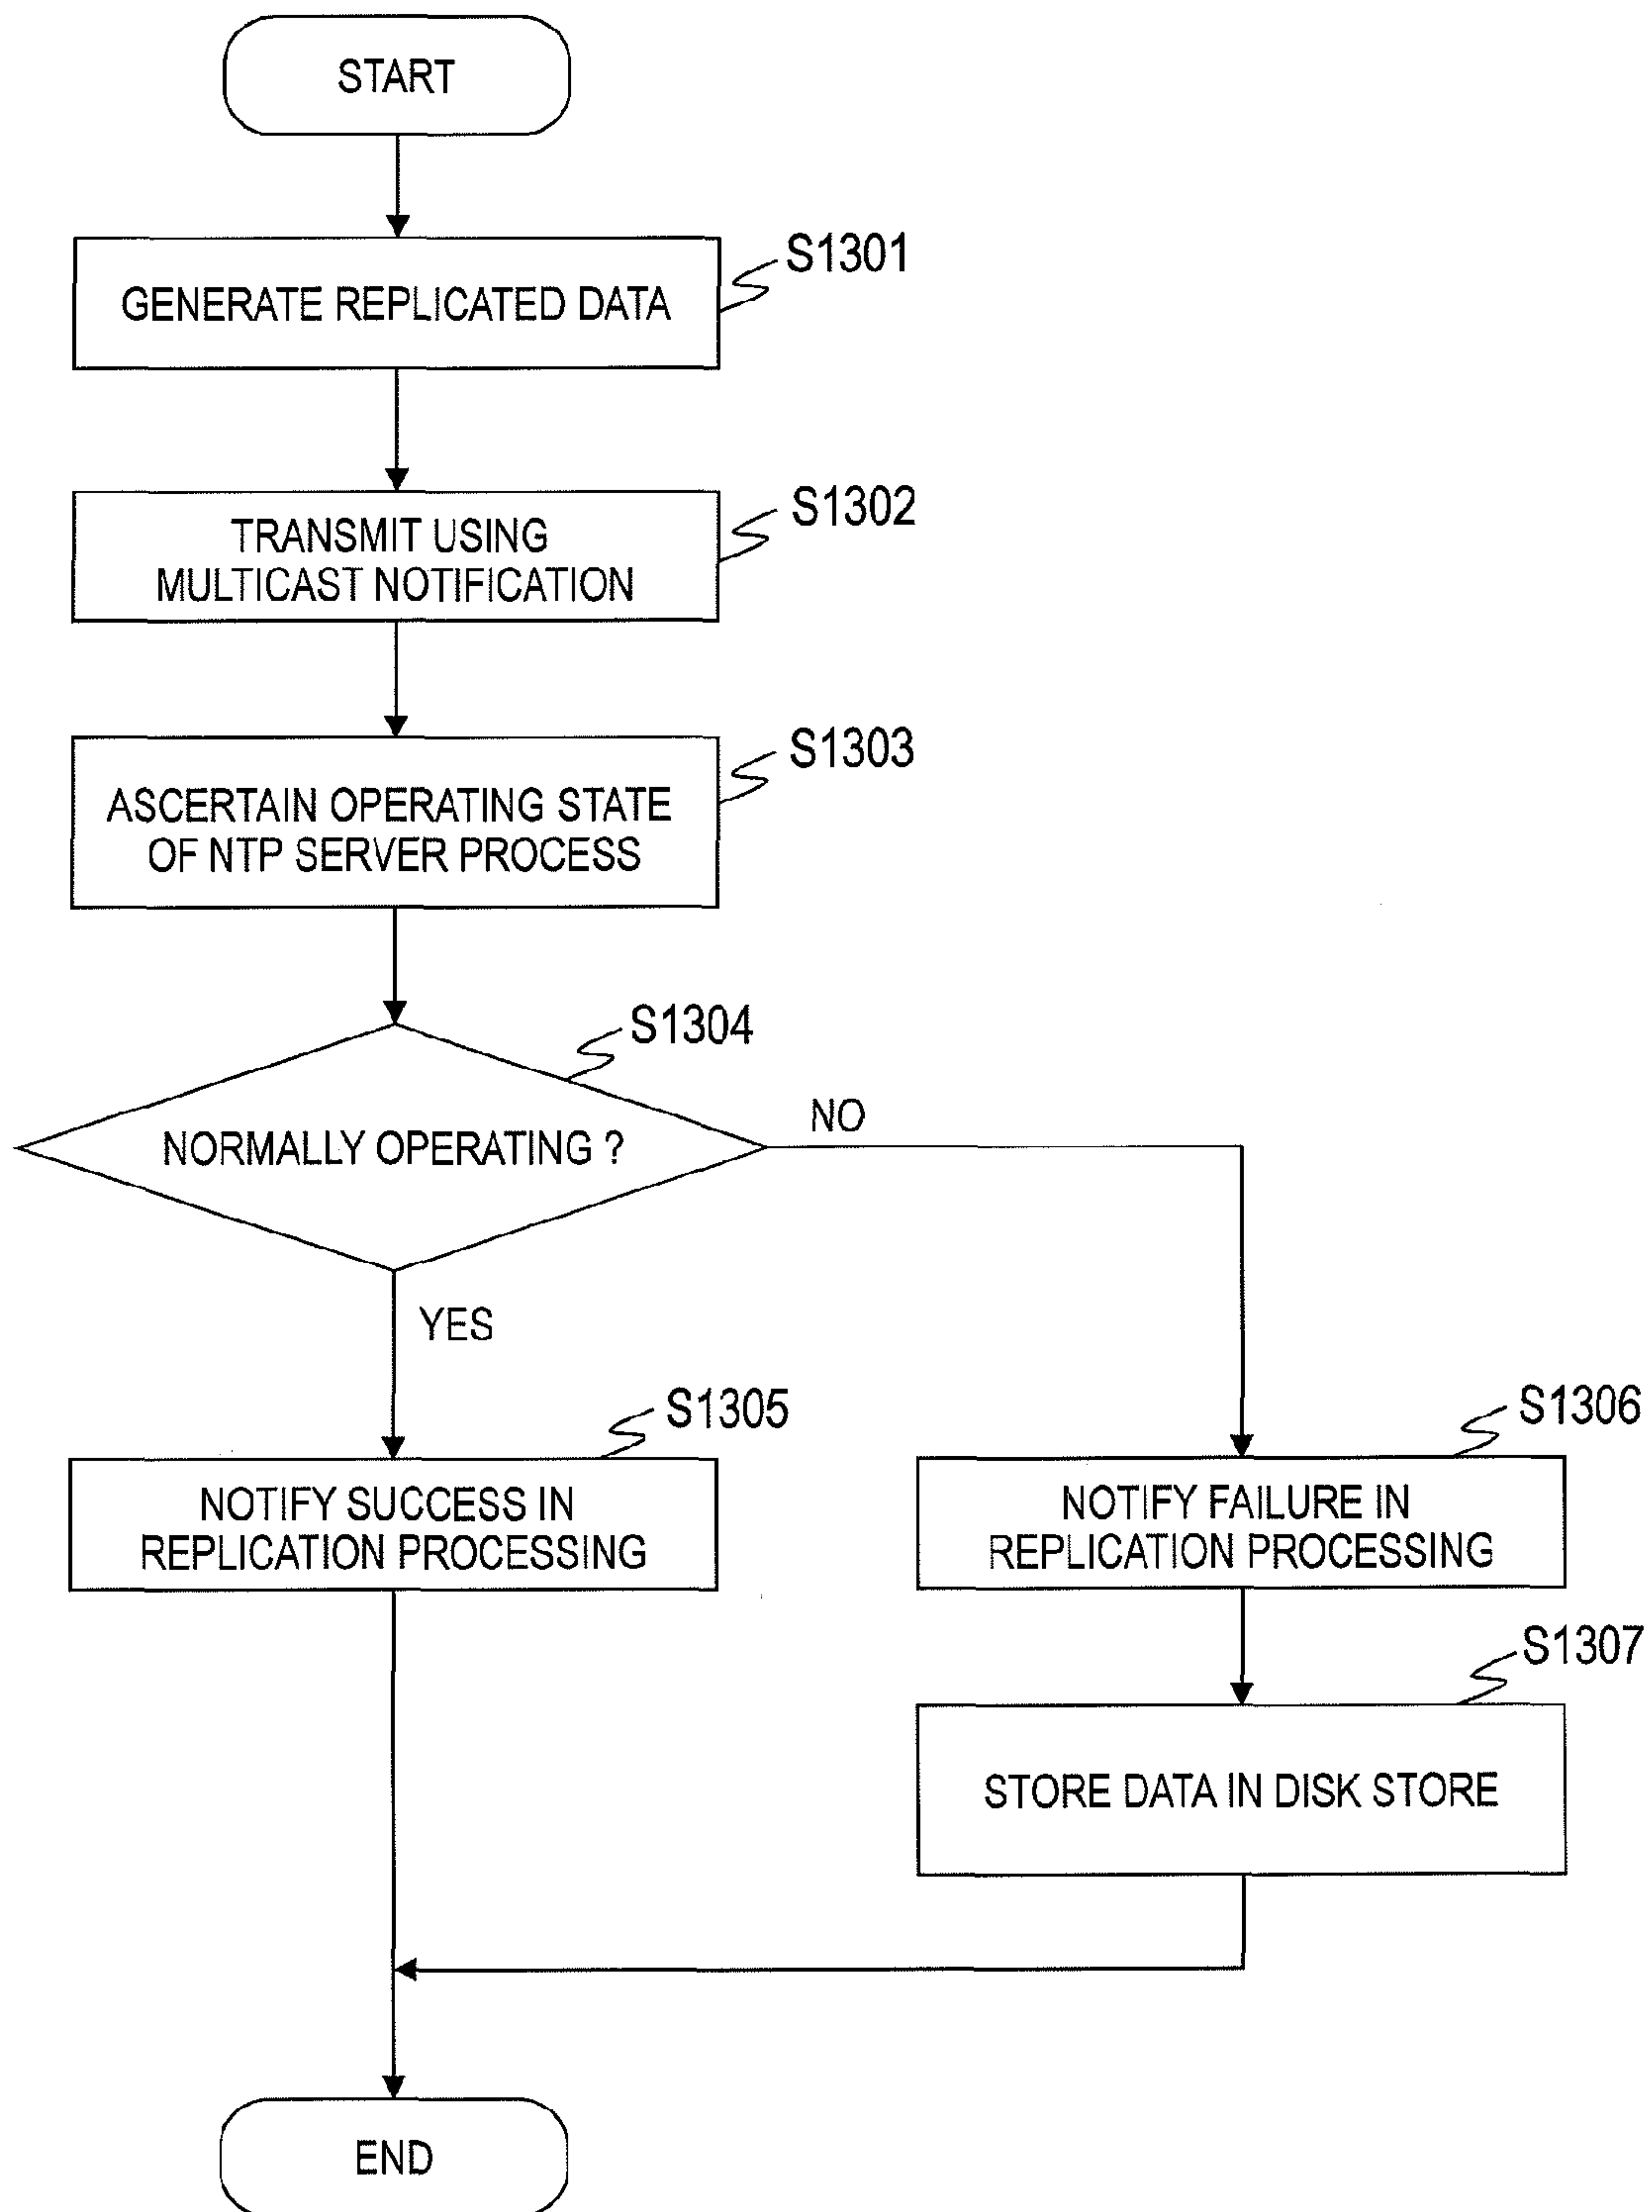 START
S1301
GENERATE REPLICATED DATA
S1302
TRANSMIT USING
MULTICAST NOTIFICATION
S1303
ASCERTAIN OPERATING STATE
OF NTP SERVER PROCESS
S1304
NORMALLY OPERATING ?
NO
YES
S1305
NOTIFY SUCCESS IN
REPLICATION PROCESSING
S1306
NOTIFY FAILURE IN
REPLICATION PROCESSING
S1307
STORE DATA IN DISK STORE
END